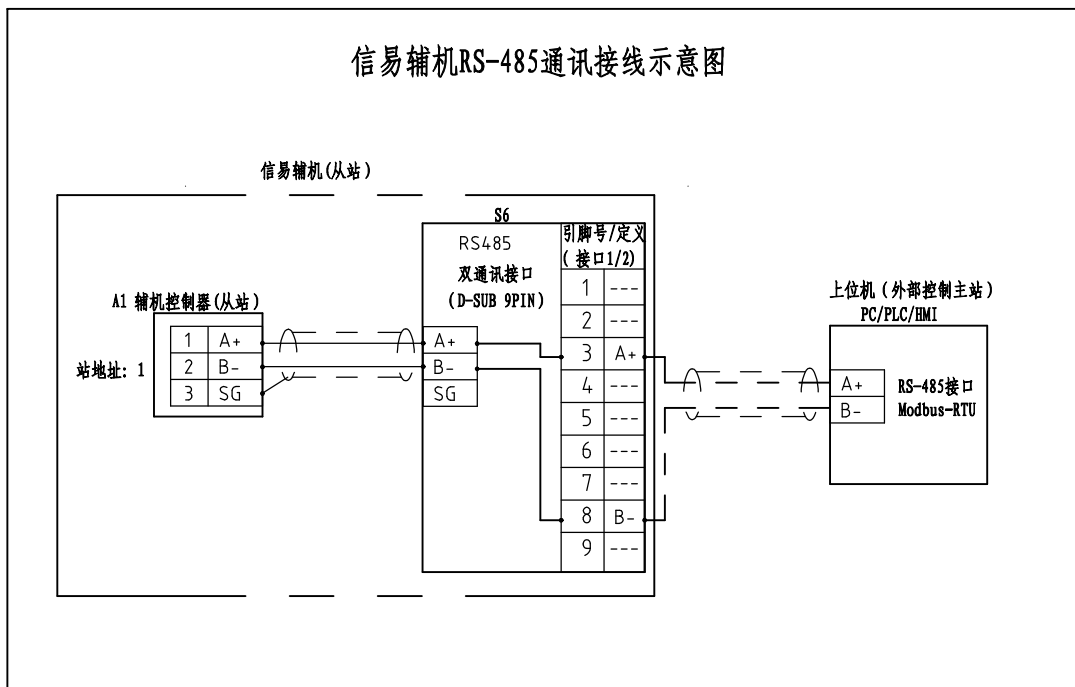 信易辅机RS-485通讯接线示意图
信易辅机(从站)
S6
RS485
双通讯接口
(D-SUB 9PIN)
引脚号/定义
( 接口1/2)
1 ---
2 ---
3 A+
4 ---
5 ---
6 ---
7 ---
8 B-
9 ---
A+
B-
SG
A1 辅机控制器(从站)
1 A+
2 B-
3 SG
站地址: 1
上位机 ( 外部控制主站 )
PC/PLC/HMI
A+
B-
RS-485接口
Modbus-RTU